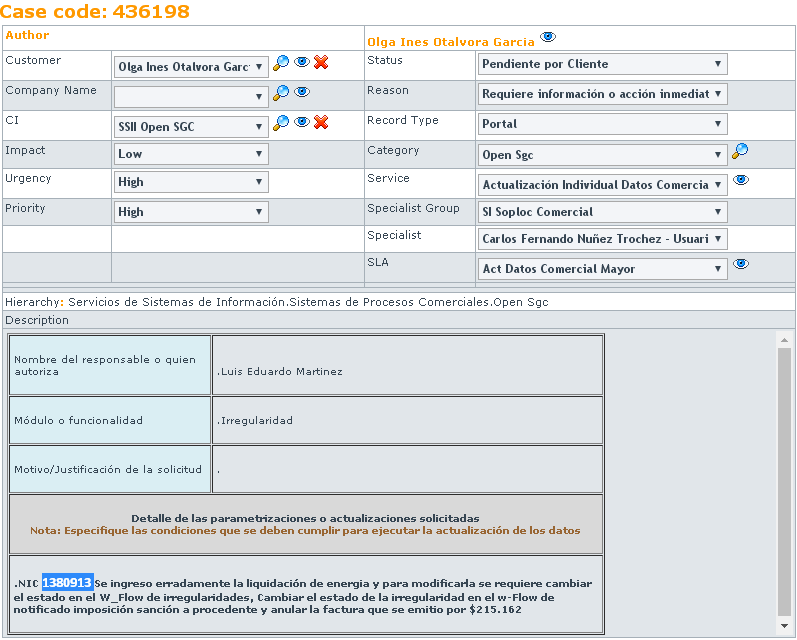 Case code: 436198
Author
Olga Ines Otalvora Garcia
Customer
Olga Ines Otalvora Garc
Status
Pendiente por Cliente
Company Name
Reason
Requiere información o acción inmediat
CI
SSII Open SGC
Record Type
Portal
Impact
Low
Category
Open Sgc
Urgency
High
Service
Actualización Individual Datos Comercia
Priority
High
Specialist Group
SI Soploc Comercial
Specialist
Carlos Fernando Nuñez Trochez - Usuari
SLA
Act Datos Comercial Mayor
Hierarchy: Servicios de Sistemas de Información.Sistemas de Procesos Comerciales.Open Sgc
Description
Nombre del responsable o quien
autoriza
.Luis Eduardo Martinez
Módulo o funcionalidad
.Irregularidad
Motivo/Justificación de la solicitud
.
Detalle de las parametrizaciones o actualizaciones solicitadas
Nota: Especifique las condiciones que se deben cumplir para ejecutar la actualización de los datos
.NIC 1380913 Se ingreso erradamente la liquidación de energia y para modificarla se requiere cambiar
el estado en el W_Flow de irregularidades, Cambiar el estado de la irregularidad en el w-Flow de
notificado imposición sanción a procedente y anular la factura que se emitio por $215.162